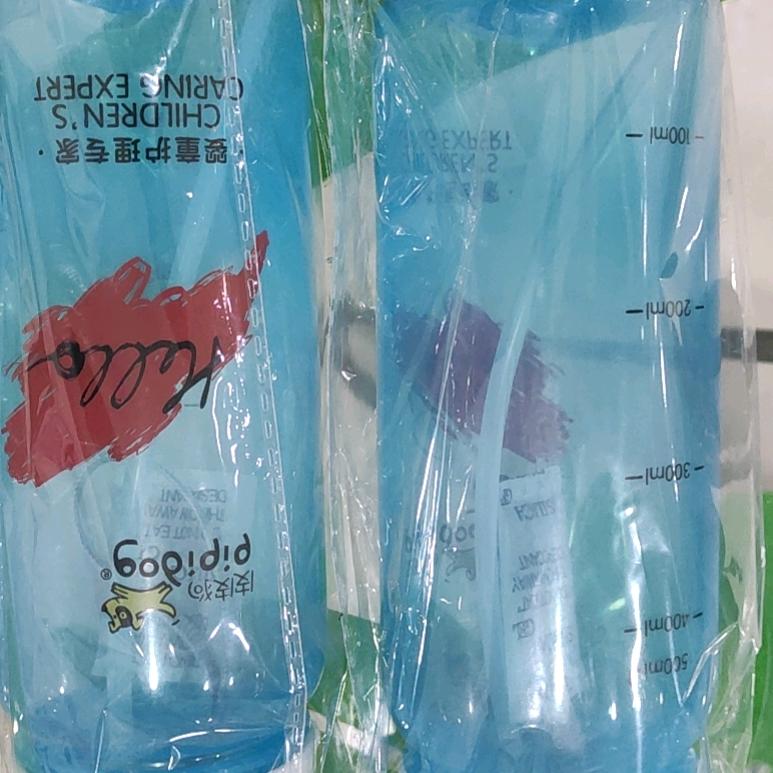 皮皮狗
pipidog®
Hello
· 婴童护理专家 ·
CHILDREN'S
CARING EXPERT
DO NOT EAT
THROW AWAY
DESICCANT
500ml
400ml
300ml
200ml
100ml
SILICA